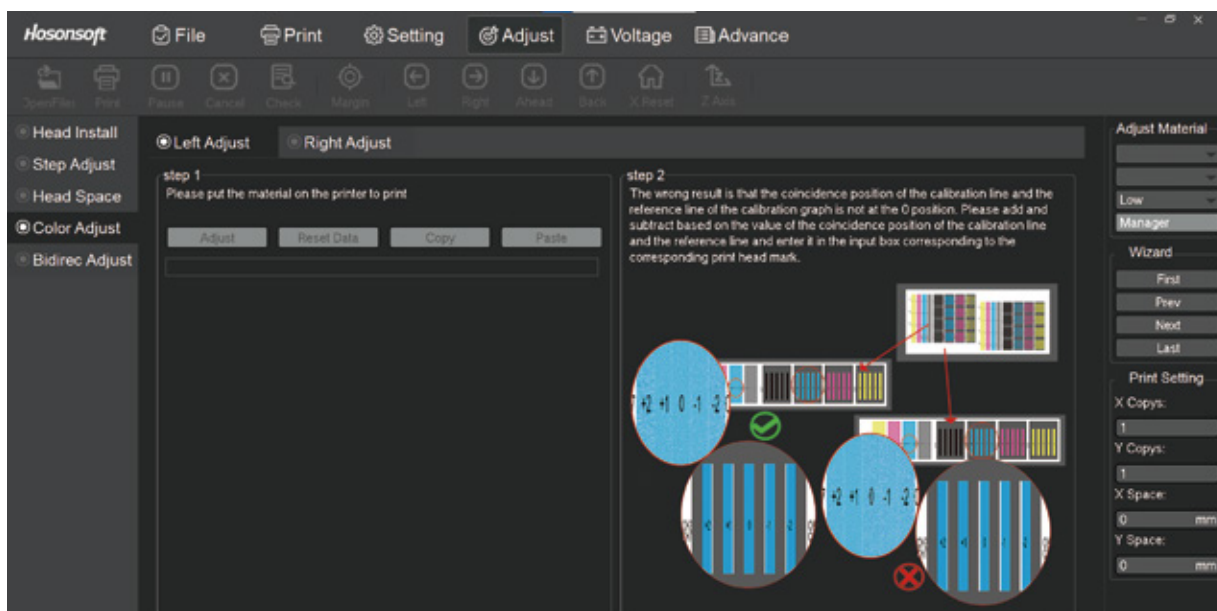 Hosonsoft File Print Setting Adjust Voltage Advance
OpenFiles Print Pause Cancel Check Margin Left Right Ahead Back X Reset Z Axis
Head Install
Step Adjust
Head Space
Color Adjust
Bidirec Adjust
Left Adjust Right Adjust
step 1
Please put the material on the printer to print
Adjust Reset Data Copy Paste
step 2
The wrong result is that the coincidence position of the calibration line and the
reference line of the calibration graph is not at the 0 position. Please add and
subtract based on the value of the coincidence position of the calibration line
and the reference line and enter it in the input box corresponding to the
corresponding print head mark.
+2 +1 0 -1 -2
+2 +1 0 -1 -2
Adjust Material
Low
Manager
Wizard
First
Prev
Next
Last
Print Setting
X Copys:
1
Y Copys:
1
X Space:
0 mm
Y Space:
0 mm